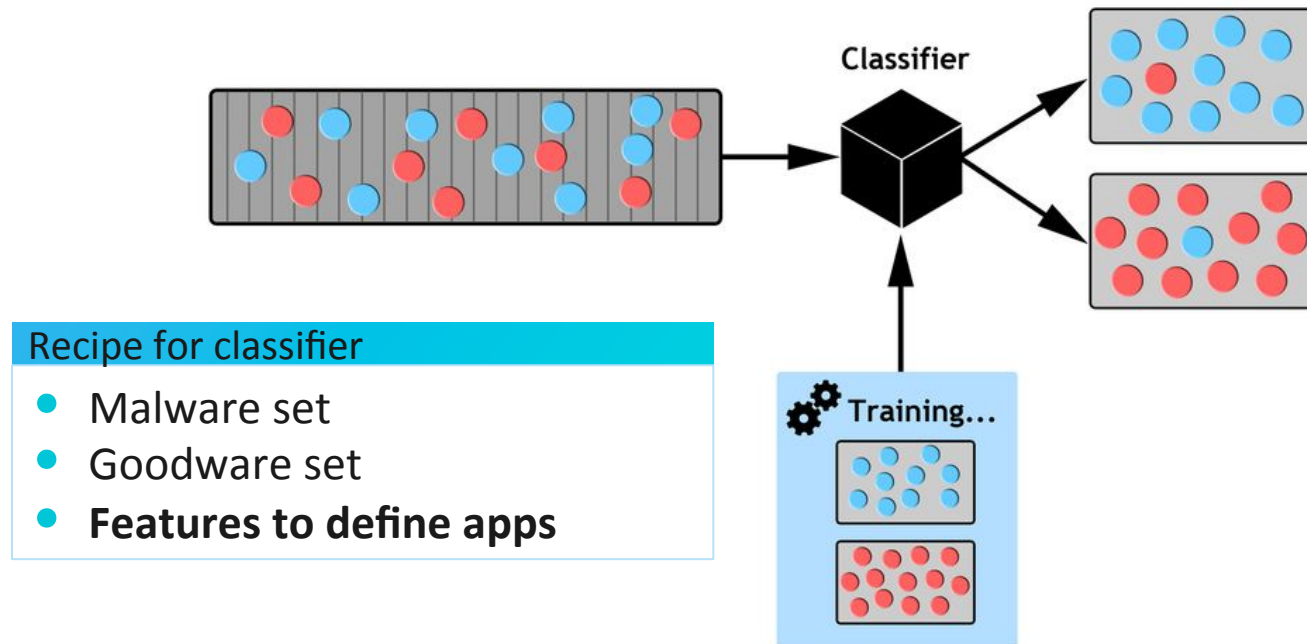 Classifier
Recipe for classifier
Malware set
Goodware set
Features to define apps
Training...